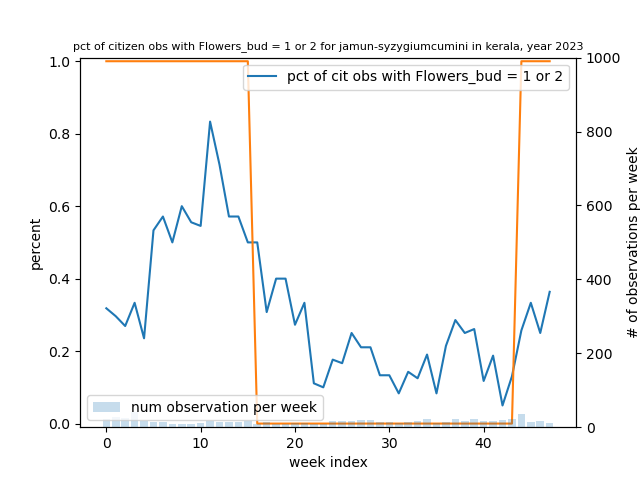 pct of citizen obs with Flowers_bud = 1 or 2 for jamun-syzygiumcumini in kerala, year 2023
pct of cit obs with Flowers_bud = 1 or 2
num observation per week
percent
1.0
0.8
0.6
0.4
0.2
0.0
1000
800
600
400
200
0
# of observations per week
0 10 20 30 40
week index